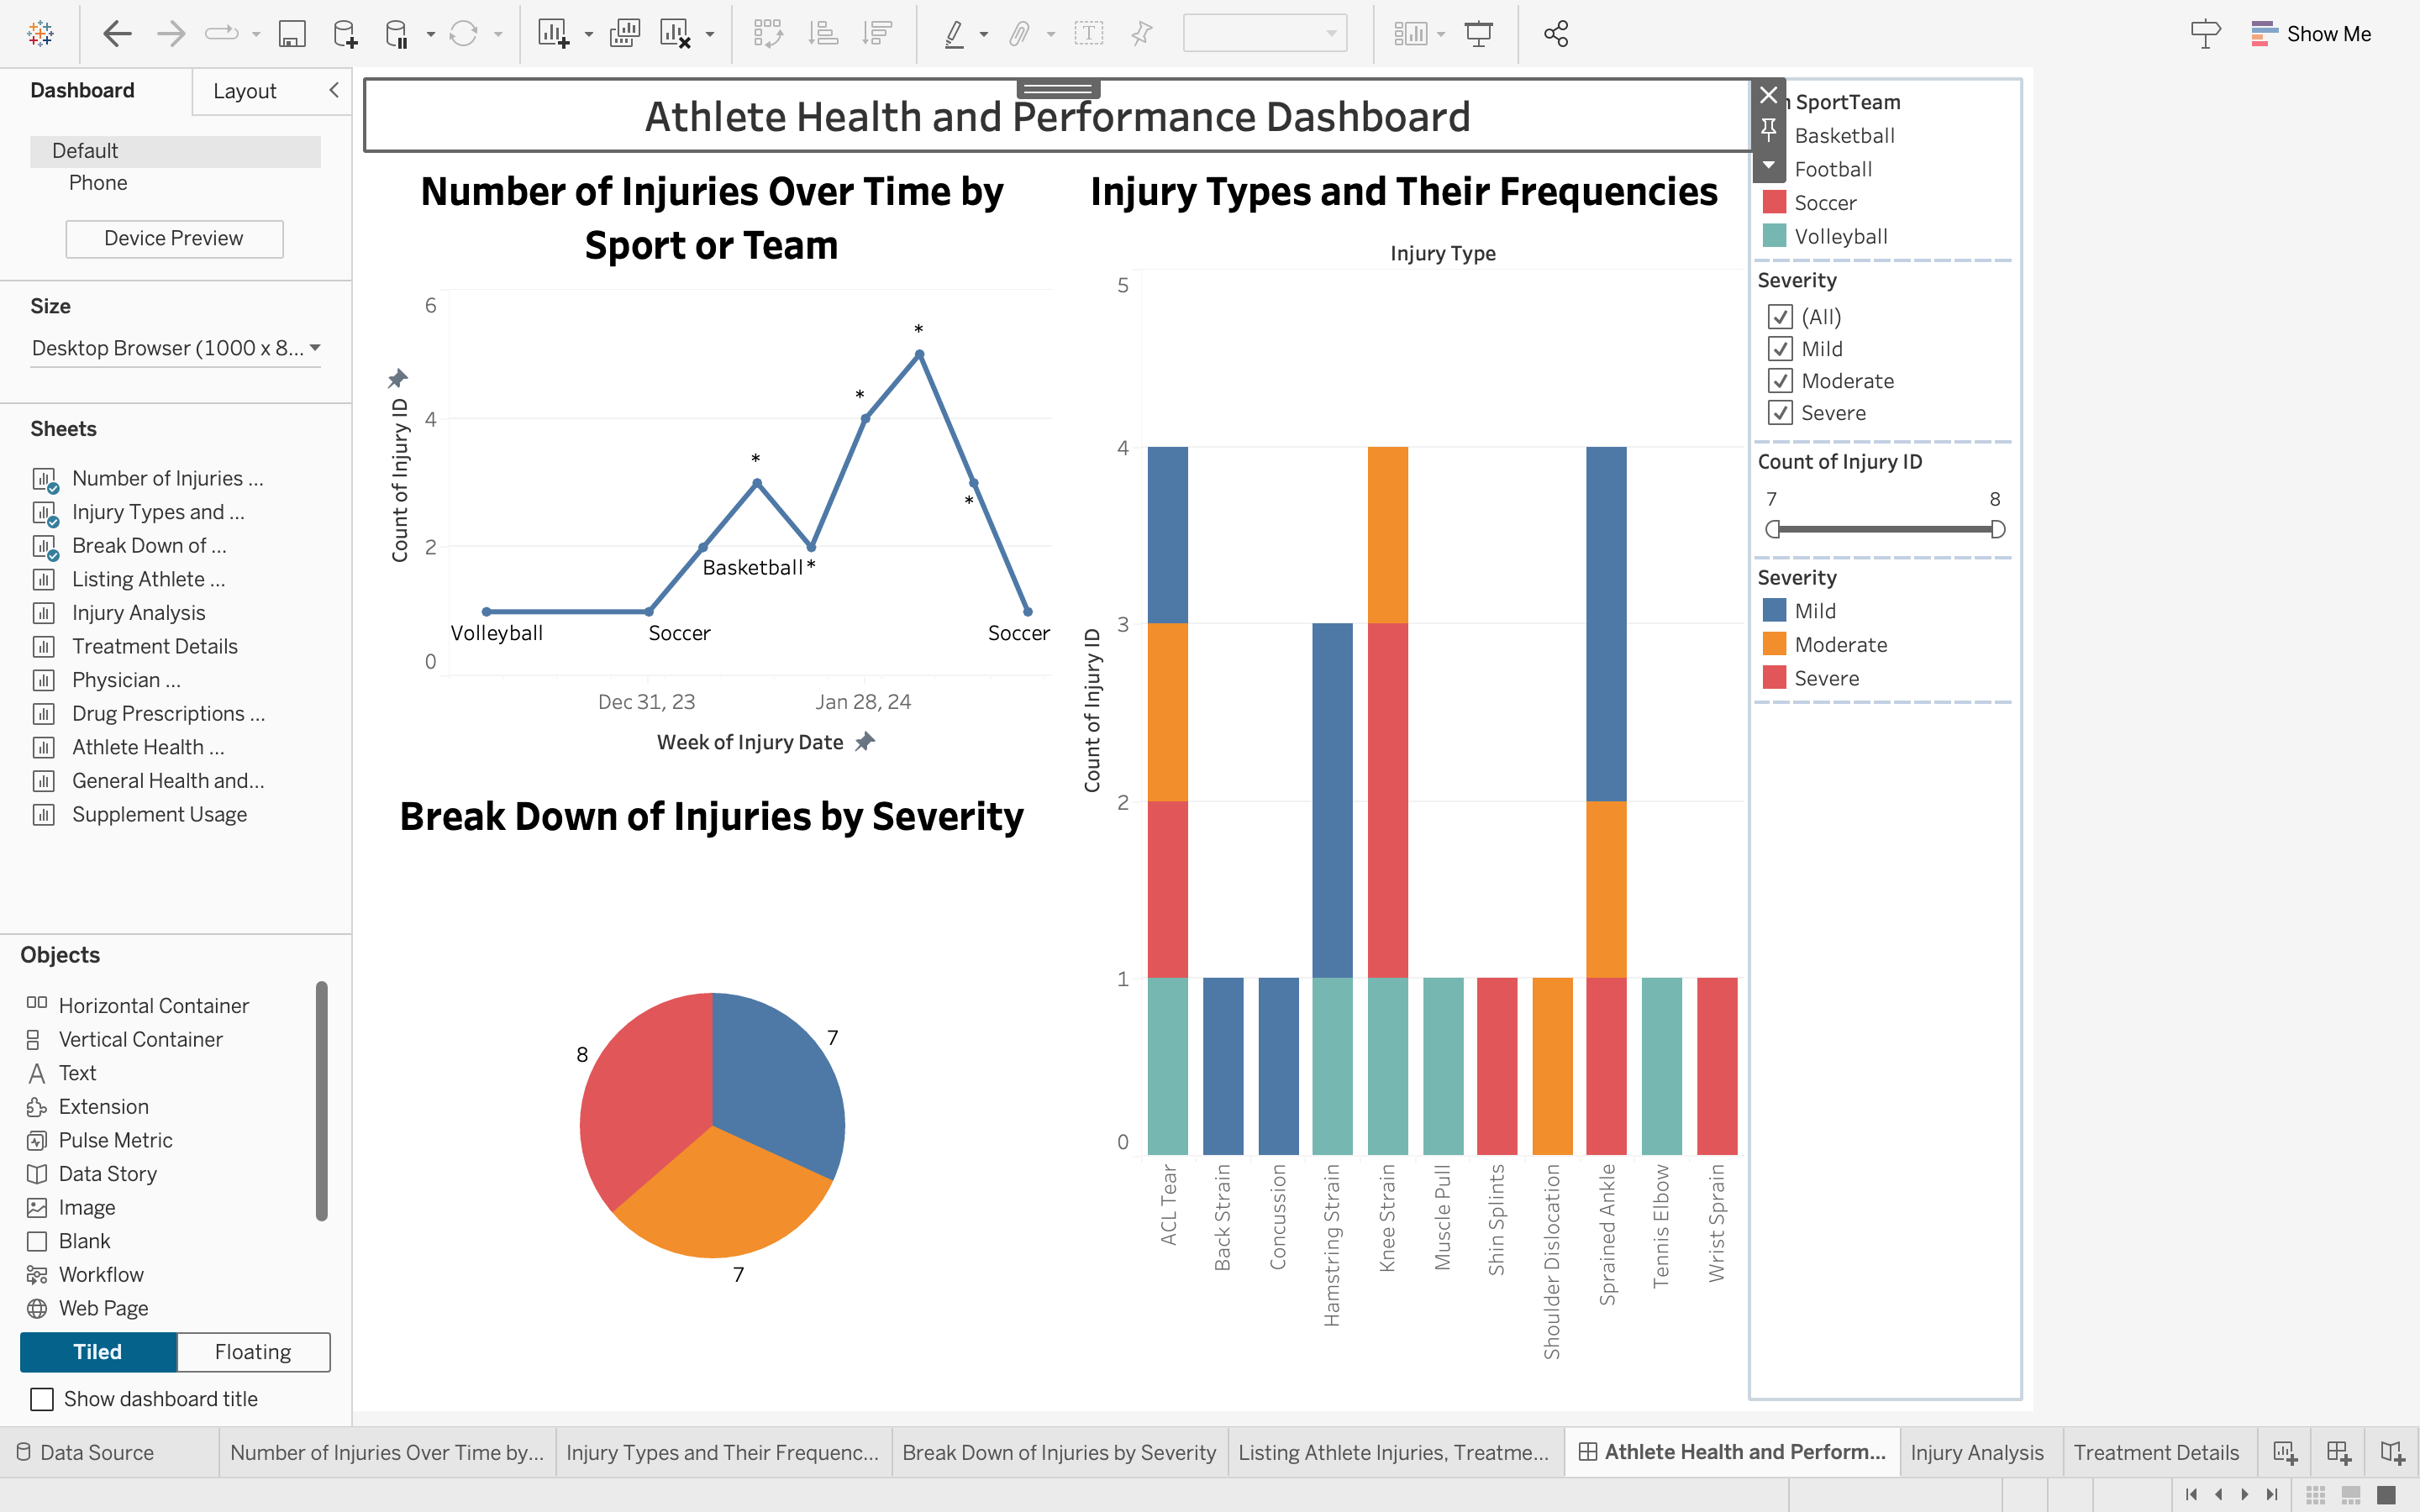 Show Me
Dashboard
Layout
Default
Phone
Device Preview
Size
Desktop Browser (1000 x 8...
Sheets
Number of Injuries ...
Injury Types and ...
Break Down of ...
Listing Athlete ...
Injury Analysis
Treatment Details
Physician ...
Drug Prescriptions ...
Athlete Health ...
General Health and...
Supplement Usage
Objects
Horizontal Container
Vertical Container
Text
Extension
Pulse Metric
Data Story
Image
Blank
Workflow
Web Page
Tiled
Floating
Show dashboard title
Athlete Health and Performance Dashboard
Number of Injuries Over Time by
Sport or Team
6
4
2
0
Count of Injury ID
*
*
*
*
Basketball *
Volleyball
Soccer
Soccer
Dec 31, 23
Jan 28, 24
Week of Injury Date
Break Down of Injuries by Severity
8
7
7
Injury Types and Their Frequencies
Injury Type
5
4
3
2
1
0
Count of Injury ID
ACL Tear
Back Strain
Concussion
Hamstring Strain
Knee Strain
Muscle Pull
Shin Splints
Shoulder Dislocation
Sprained Ankle
Tennis Elbow
Wrist Sprain
SportTeam
Basketball
Football
Soccer
Volleyball
Severity
(All)
Mild
Moderate
Severe
Count of Injury ID
7
8
Severity
Mild
Moderate
Severe
Data Source
Number of Injuries Over Time by...
Injury Types and Their Frequenc...
Break Down of Injuries by Severity
Listing Athlete Injuries, Treatme...
Athlete Health and Perform...
Injury Analysis
Treatment Details